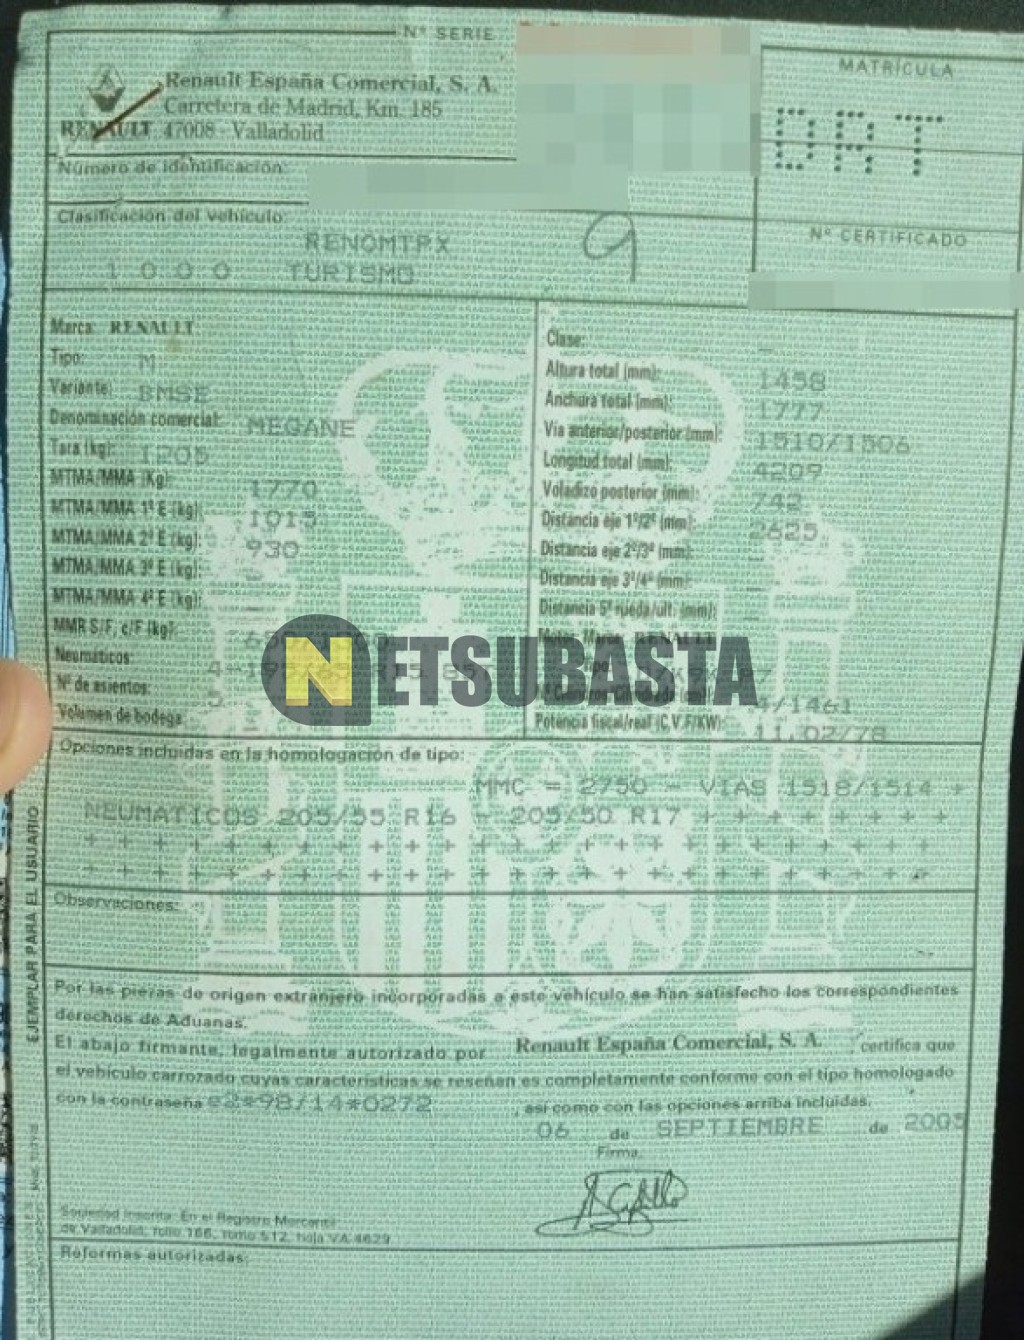 Nº SERIE
MATRÍCULA
Renault España Comercial, S. A.
Carretera de Madrid, Km. 185
RENAULT 47008 - Valladolid
DRT
Número de identificación:
Clasificación del vehículo:
Nº CERTIFICADO
RENOMTPX
9
1000 TURISMO
Marca: RENAULT
Tipo: M
Variante: BMSE
Denominación comercial: MEGANE
Tara (kg): 1205
MTMA/MMA (Kg): 1770
MTMA/MMA 1º E (kg): 1015
MTMA/MMA 2º E (kg): 930
MTMA/MMA 3º E (kg): -
MTMA/MMA 4º E (kg):
MMR S/F, c/F (kg):
Neumáticos
Nº de asientos: 5
Volumen de bodega:
Clase: -
Altura total (mm): 1458
Anchura total (mm): 1777
Vía anterior/posterior (mm): 1510/1506
Longitud total (mm): 4209
Voladizo posterior (mm): 742
Distancia eje 1º/2º (mm): 2625
Distancia eje 2º/3º (mm): -
Distancia eje 3º/4º (mm): -
Distancia 5ª rueda/ult. (mm): -
RENAULT
4/1461
Potencia fiscal/real (C.V.F/KW): 11,02/78
NETSUBASTA
Opciones incluidas en la homologación de tipo:
MMC = 2750 - VIAS 1518/1514 +
NEUMATICOS 205/55 R16 - 205/50 R17 + + + + + + + +
+ + + + + + + + + + + + + + + + + + + + + + + + +
+ + + + + + + + + + + + + + + + + + + + + + + +
Observaciones:
Por las piezas de origen extranjero incorporadas a este vehículo se han satisfecho los correspondientes
derechos de Aduanas.
El abajo firmante, legalmente autorizado por Renault España Comercial, S. A. certifica que
el vehículo carrozado cuyas características se reseñan es completamente conforme con el tipo homologado
con la contraseña e2*98/14*0272, así como con las opciones arriba incluidas.
06 de SEPTIEMBRE de 2005
Firma,
Sociedad Inscrita: En el Registro Mercantil
de Valladolid, folio 166, tomo 512, hoja VA-4629
Reformas autorizadas:
EJEMPLAR PARA EL USUARIO